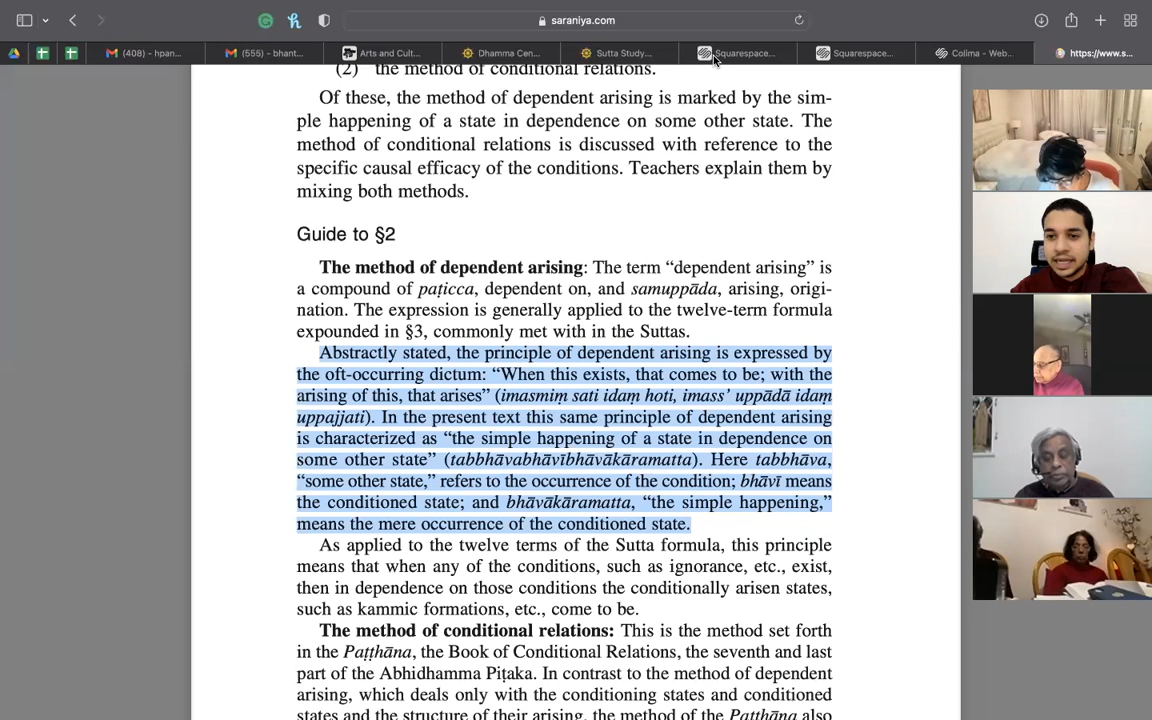 saraniya.com
(408) - hpan...
(555) - bhant...
Arts and Cult...
Dhamma Cen...
Sutta Study...
Squarespace...
Squarespace...
Colima - Web...
https://www.s...
(2) the method of conditional relations.
Of these, the method of dependent arising is marked by the sim-
ple happening of a state in dependence on some other state. The
method of conditional relations is discussed with reference to the
specific causal efficacy of the conditions. Teachers explain them by
mixing both methods.
Guide to §2
The method of dependent arising: The term “dependent arising” is
a compound of paṭicca, dependent on, and samuppāda, arising, origi-
nation. The expression is generally applied to the twelve-term formula
expounded in §3, commonly met with in the Suttas.
Abstractly stated, the principle of dependent arising is expressed by
the oft-occurring dictum: “When this exists, that comes to be; with the
arising of this, that arises” (imasmiṃ sati idaṃ hoti, imass’ uppādā idaṃ
uppajjati). In the present text this same principle of dependent arising
is characterized as “the simple happening of a state in dependence on
some other state” (tabbhāvabhāvībhāvākāramatta). Here tabbhāva,
“some other state,” refers to the occurrence of the condition; bhāvī means
the conditioned state; and bhāvākāramatta, “the simple happening,”
means the mere occurrence of the conditioned state.
As applied to the twelve terms of the Sutta formula, this principle
means that when any of the conditions, such as ignorance, etc., exist,
then in dependence on those conditions the conditionally arisen states,
such as kammic formations, etc., come to be.
The method of conditional relations: This is the method set forth
in the Paṭṭhāna, the Book of Conditional Relations, the seventh and last
part of the Abhidhamma Piṭaka. In contrast to the method of dependent
arising, which deals only with the conditioning states and conditioned
states and the structure of their arising, the method of the Paṭṭhāna also